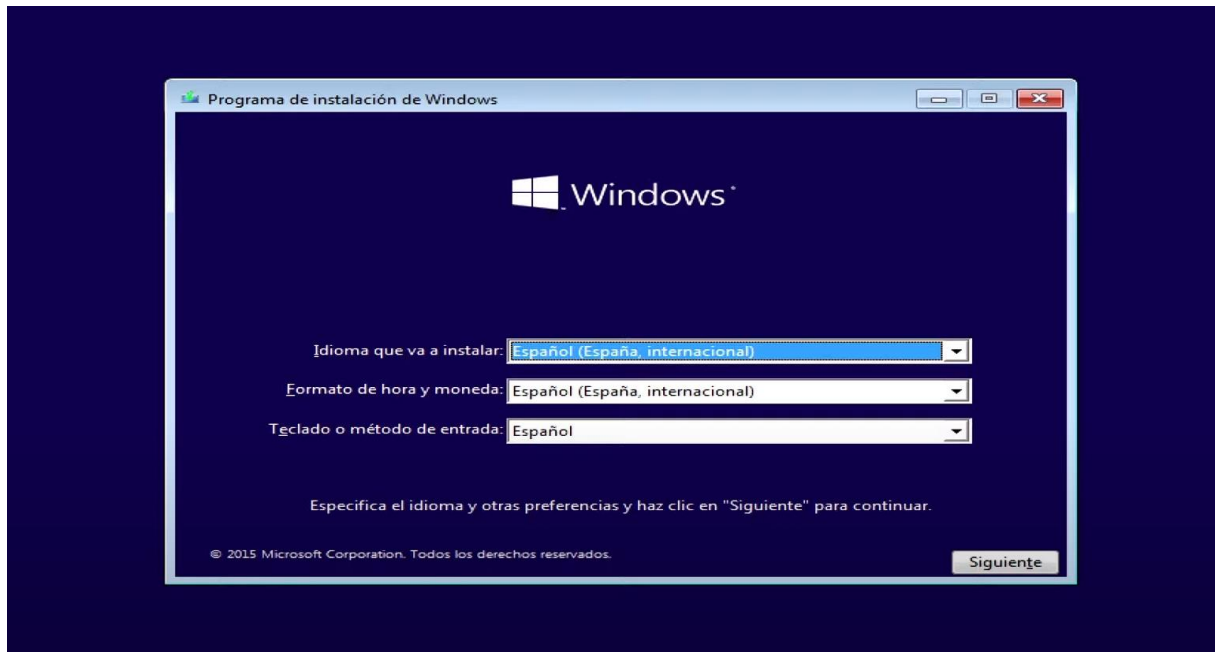 Programa de instalación de Windows
Windows
Idioma que va a instalar: Español (España, internacional)
Formato de hora y moneda: Español (España, internacional)
Teclado o método de entrada: Español
Especifica el idioma y otras preferencias y haz clic en "Siguiente" para continuar.
© 2015 Microsoft Corporation. Todos los derechos reservados.
Siguiente